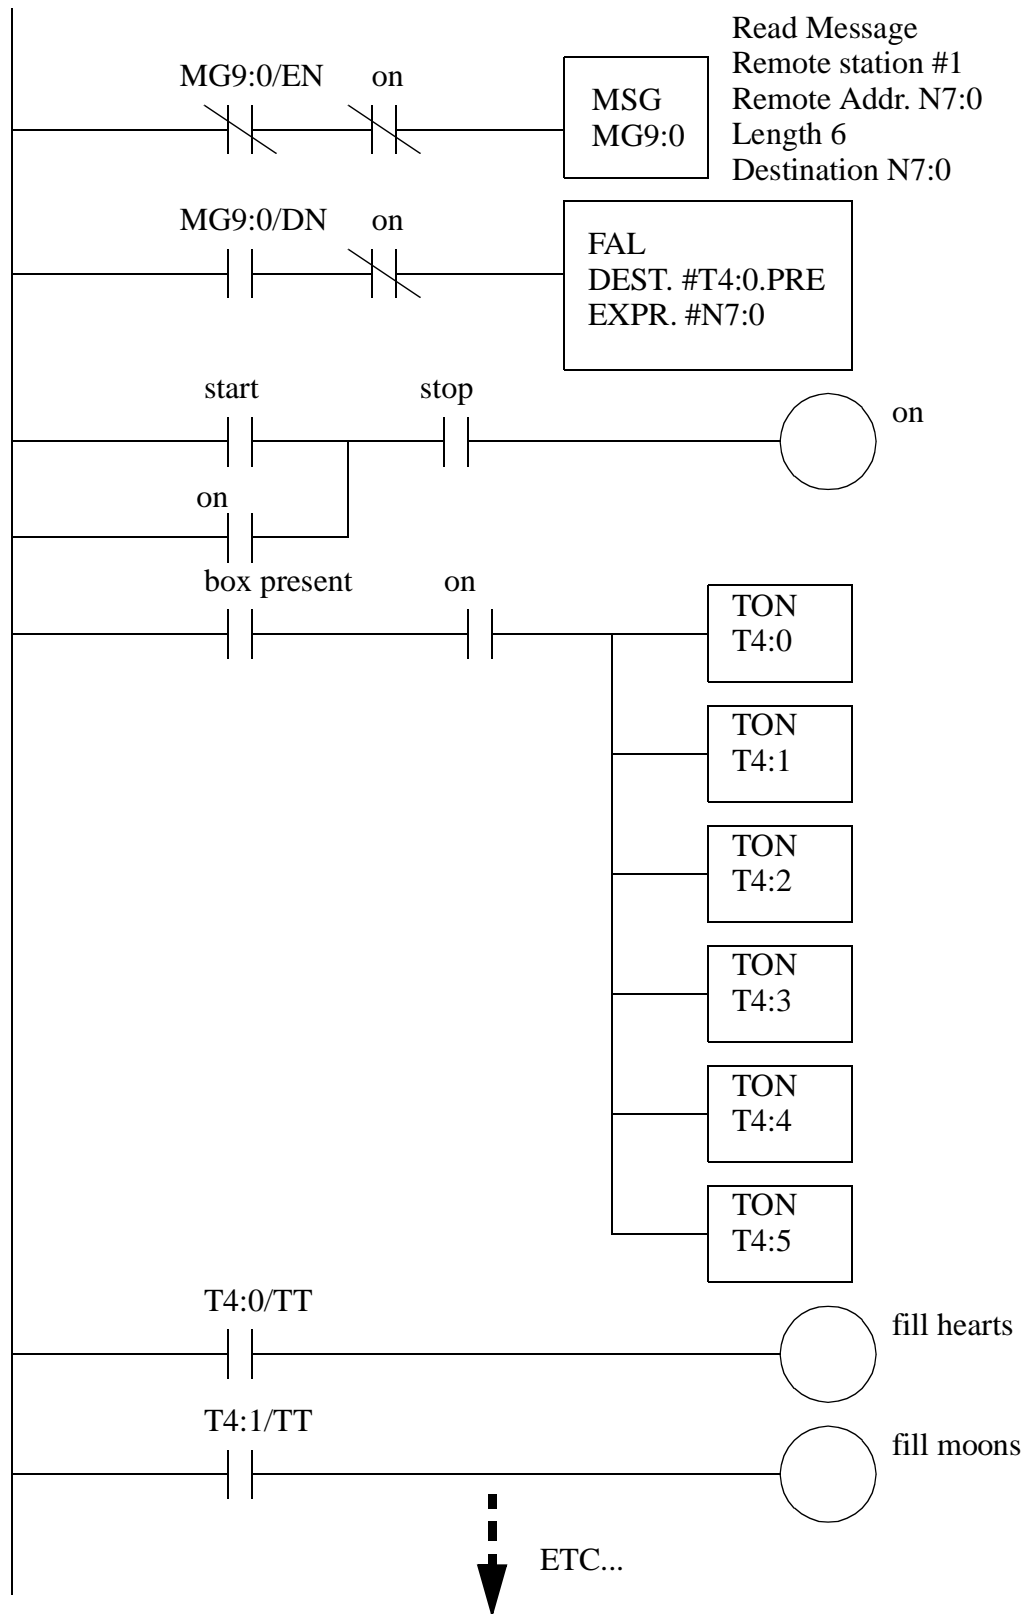 Read Message
Remote station #1
Remote Addr. N7:0
Length 6
Destination N7:0
MG9:0/EN
on
MSG
MG9:0
MG9:0/DN
on
FAL
DEST. #T4:0.PRE
EXPR. #N7:0
start
stop
on
on
box present
on
TON
T4:0
TON
T4:1
TON
T4:2
TON
T4:3
TON
T4:4
TON
T4:5
T4:0/TT
fill hearts
T4:1/TT
fill moons
ETC...